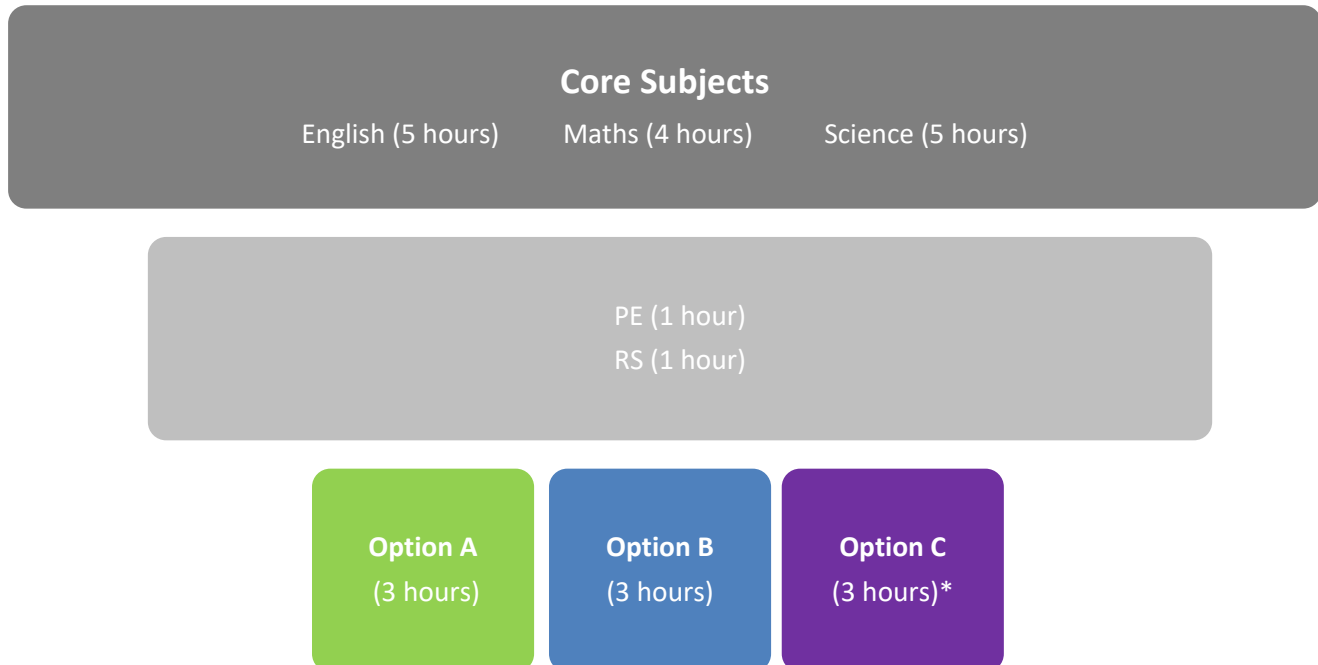 Core Subjects
English (5 hours) Maths (4 hours) Science (5 hours)
PE (1 hour)
RS (1 hour)
Option A
(3 hours)
Option B
(3 hours)
Option C
(3 hours)*